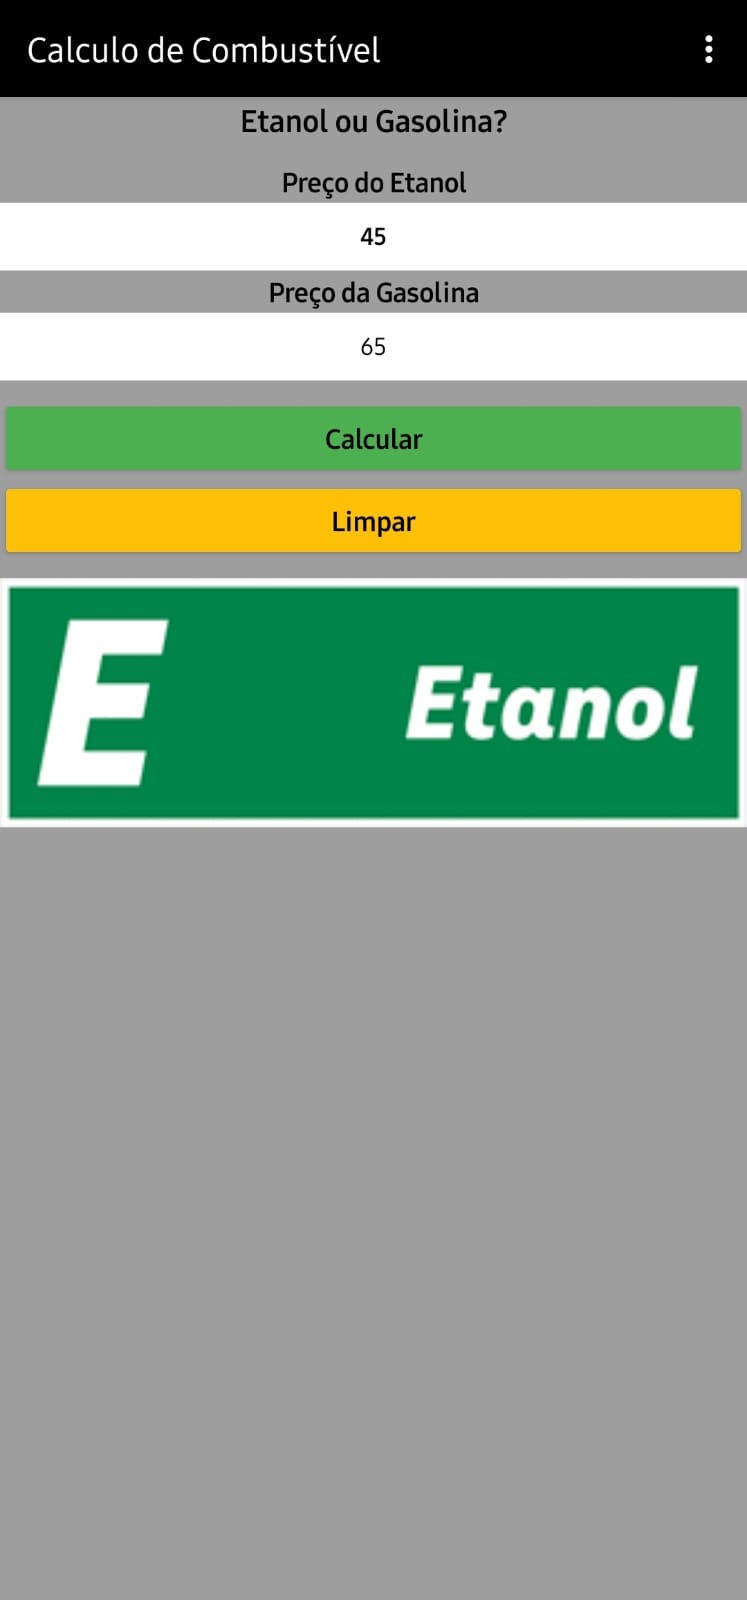 Calculo de Combustível
Etanol ou Gasolina?
Preço do Etanol
45
Preço da Gasolina
65
Calcular
Limpar
E Etanol